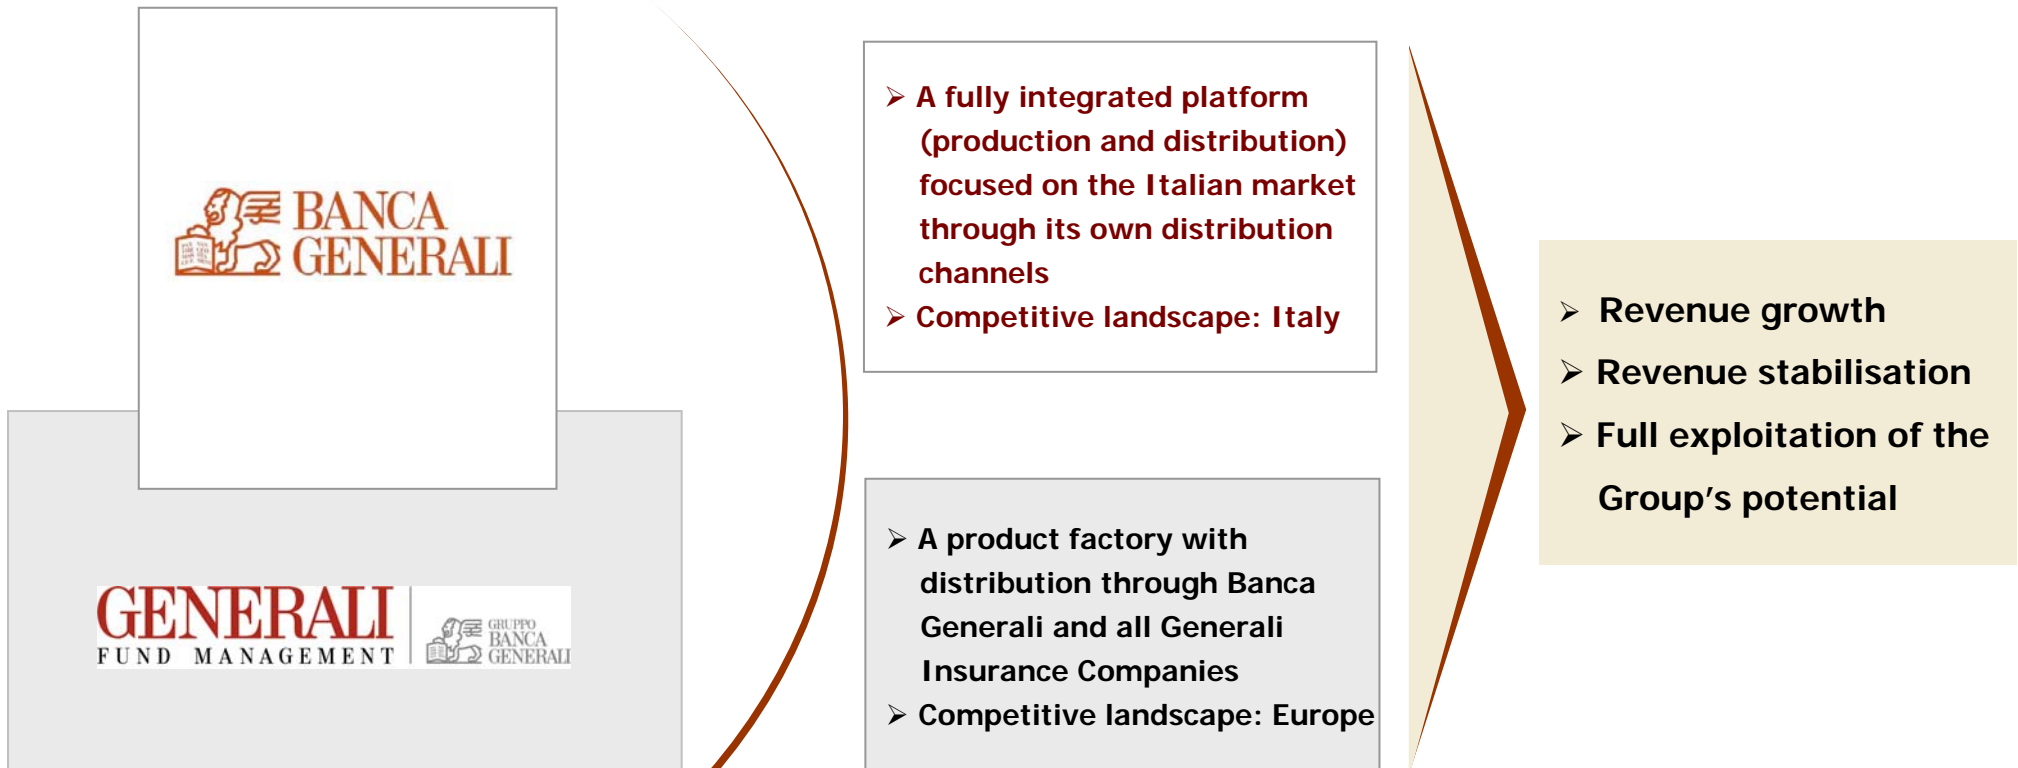 BANCA
GENERALI
GENERALI
FUND MANAGEMENT
GRUPPO
BANCA
GENERALI
➢ A fully integrated platform
(production and distribution)
focused on the Italian market
through its own distribution
channels
➢ Competitive landscape: Italy
➢ A product factory with
distribution through Banca
Generali and all Generali
Insurance Companies
➢ Competitive landscape: Europe
➢ Revenue growth
➢ Revenue stabilisation
➢ Full exploitation of the
Group’s potential